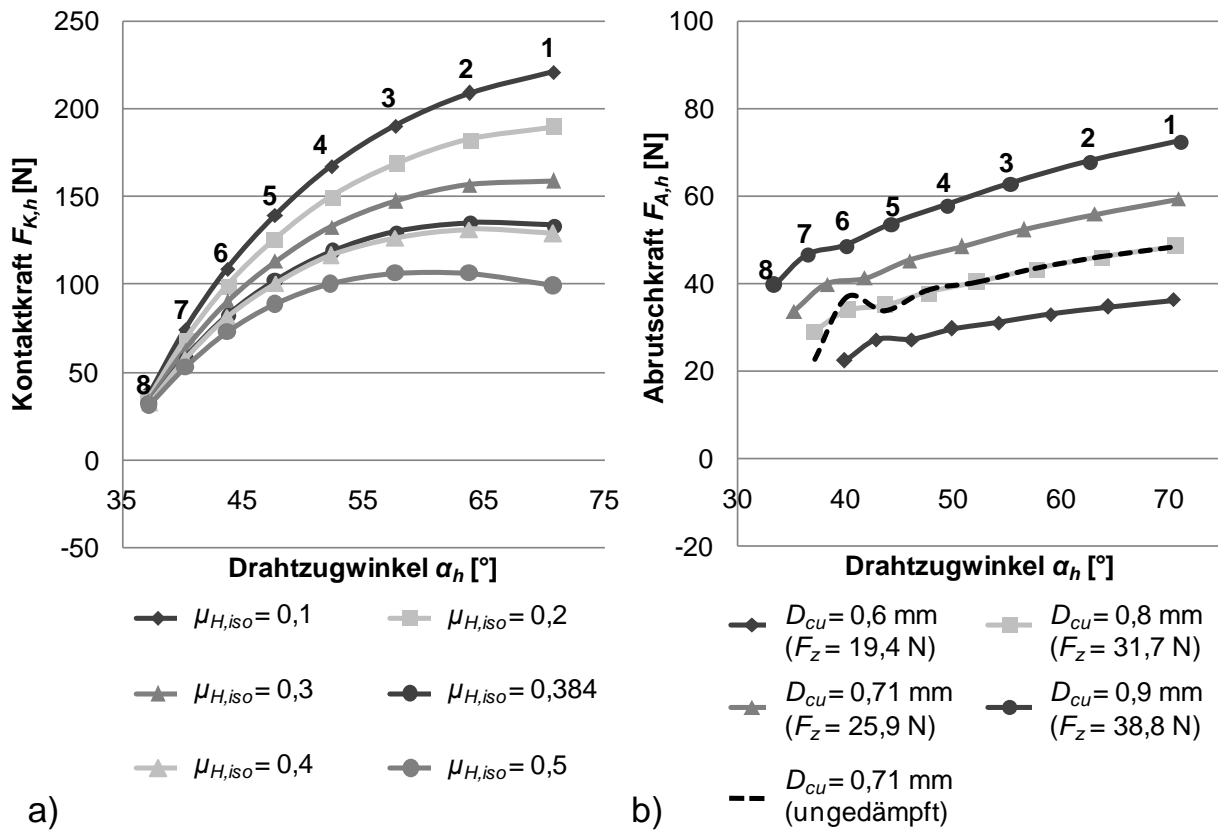 Kontaktkraft F_K,h [N]
250
200
150
100
50
0
-50
1
2
3
4
5
6
7
8
35 45 55 65 75
Drahtzugwinkel α_h [°]
μ_H,iso = 0,1
μ_H,iso = 0,2
μ_H,iso = 0,3
μ_H,iso = 0,384
μ_H,iso = 0,4
μ_H,iso = 0,5
a)
Abrutschkraft F_A,h [N]
100
80
60
40
20
0
-20
1
2
3
4
5
6
7
8
30 40 50 60 70
Drahtzugwinkel α_h [°]
D_cu = 0,6 mm
(F_z = 19,4 N)
D_cu = 0,8 mm
(F_z = 31,7 N)
D_cu = 0,71 mm
(F_z = 25,9 N)
D_cu = 0,9 mm
(F_z = 38,8 N)
D_cu = 0,71 mm
(ungedämpft)
b)